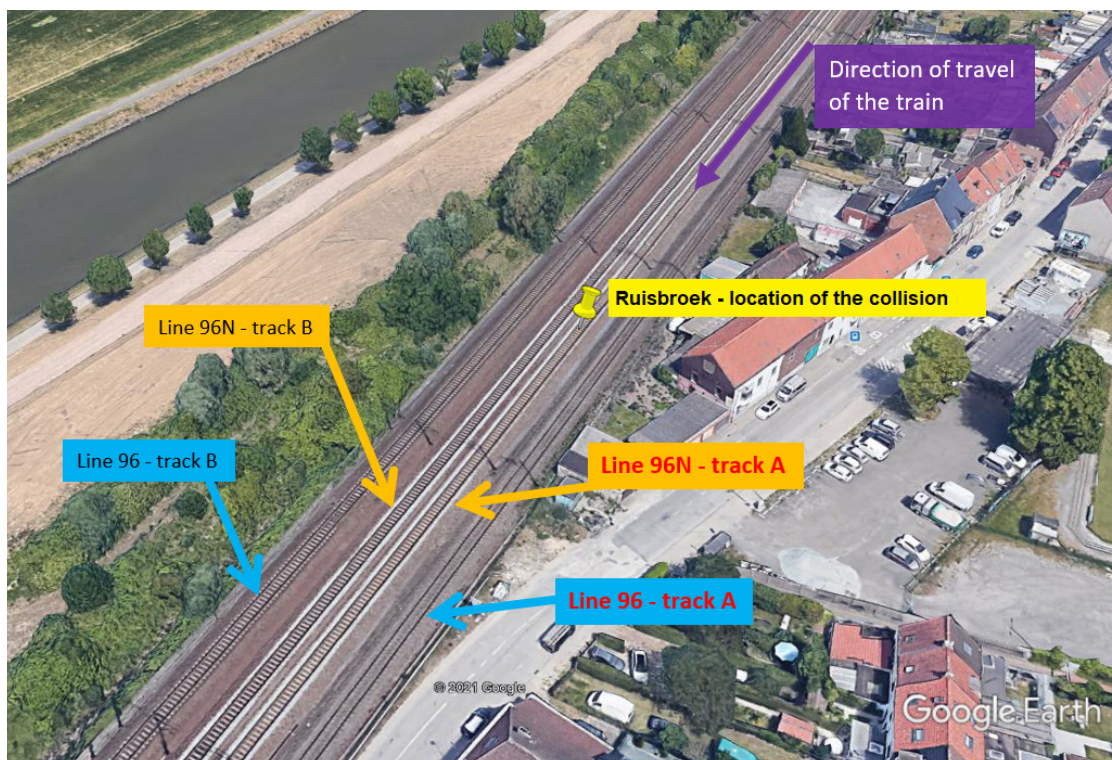 Direction of travel
of the train
Ruisbroek - location of the collision
Line 96N - track B
Line 96 - track B
Line 96N - track A
Line 96 - track A
© 2021 Google
Google Earth